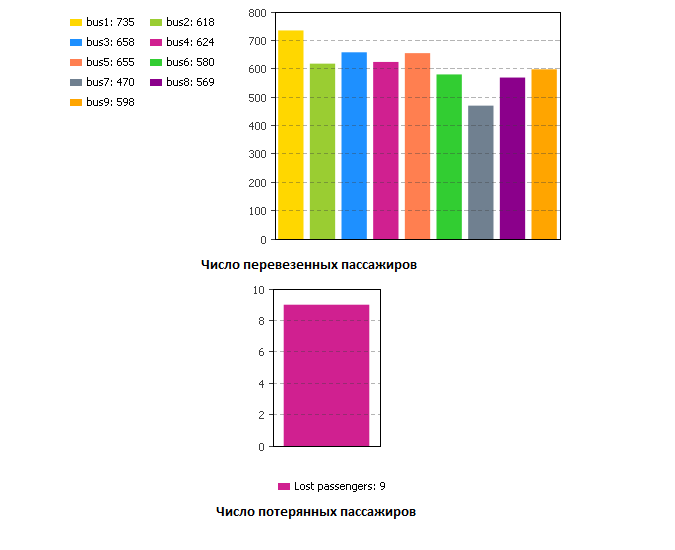 bus1: 735 bus2: 618
bus3: 658 bus4: 624
bus5: 655 bus6: 580
bus7: 470 bus8: 569
bus9: 598
800
700
600
500
400
300
200
100
0
Число перевезенных пассажиров
10
8
6
4
2
0
Lost passengers: 9
Число потерянных пассажиров